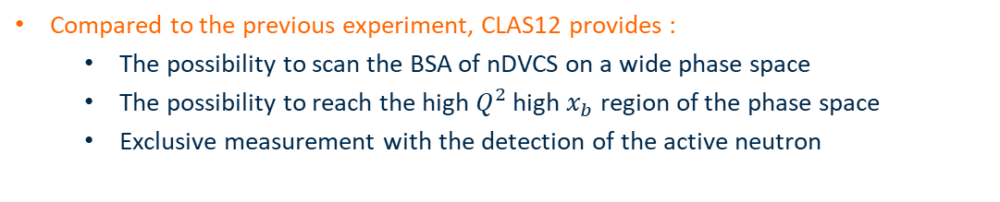 • Compared to the previous experiment, CLAS12 provides :
• The possibility to scan the BSA of nDVCS on a wide phase space
• The possibility to reach the high Q² high x_b region of the phase space
• Exclusive measurement with the detection of the active neutron